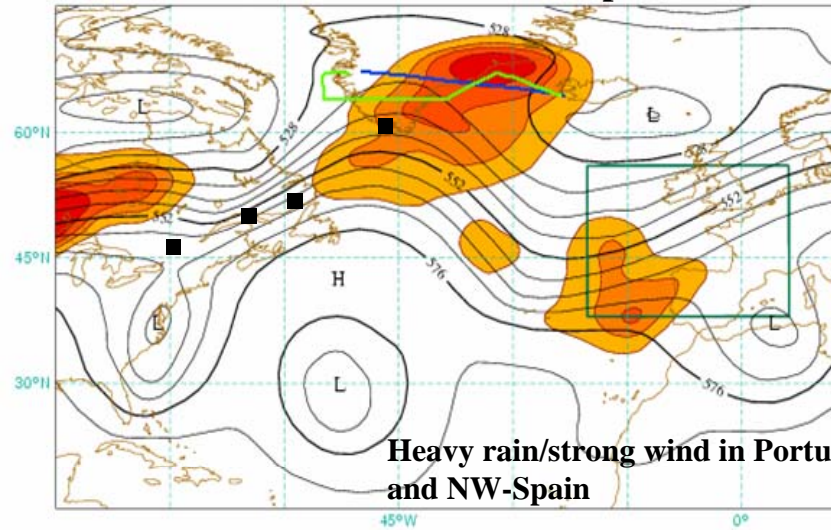 528
L
L
60°N
528
528
552
552
552
45°N
H
576
L
L
30°N
L
576
Heavy rain/strong wind in Portu
and NW-Spain
45°W
0°